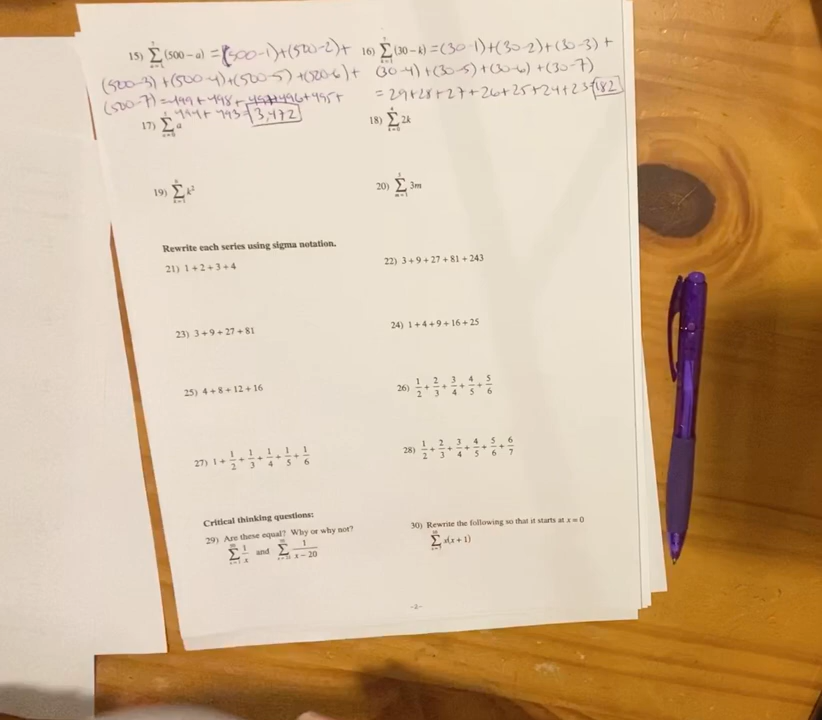 15) Σ (500 − a) = (500-1)+(500-2)+
(500-3)+(500-4)+(500-5)+(500-6)+
(500-7) = 499 + 498 + 497+496+495+
494 + 493 = 3,472
16) Σ (30 − k) = (30-1)+(30-2)+(30-3)+
(30-4)+(30-5)+(30-6)+(30-7)
= 29+28+27+26+25+24+23=182
17) Σ a
18) Σ 2k
19) Σ k²
20) Σ 3m
Rewrite each series using sigma notation.
21) 1 + 2 + 3 + 4
22) 3 + 9 + 27 + 81 + 243
23) 3 + 9 + 27 + 81
24) 1 + 4 + 9 + 16 + 25
25) 4 + 8 + 12 + 16
26) 1/2 + 2/3 + 3/4 + 4/5 + 5/6
27) 1 + 1/2 + 1/3 + 1/4 + 1/5 + 1/6
28) 1/2 + 2/3 + 3/4 + 4/5 + 5/6 + 6/7
Critical thinking questions:
29) Are these equal? Why or why not?
Σ 1/x and Σ 1/(x − 20)
30) Rewrite the following so that it starts at x = 0
Σ x(x + 1)
-2-